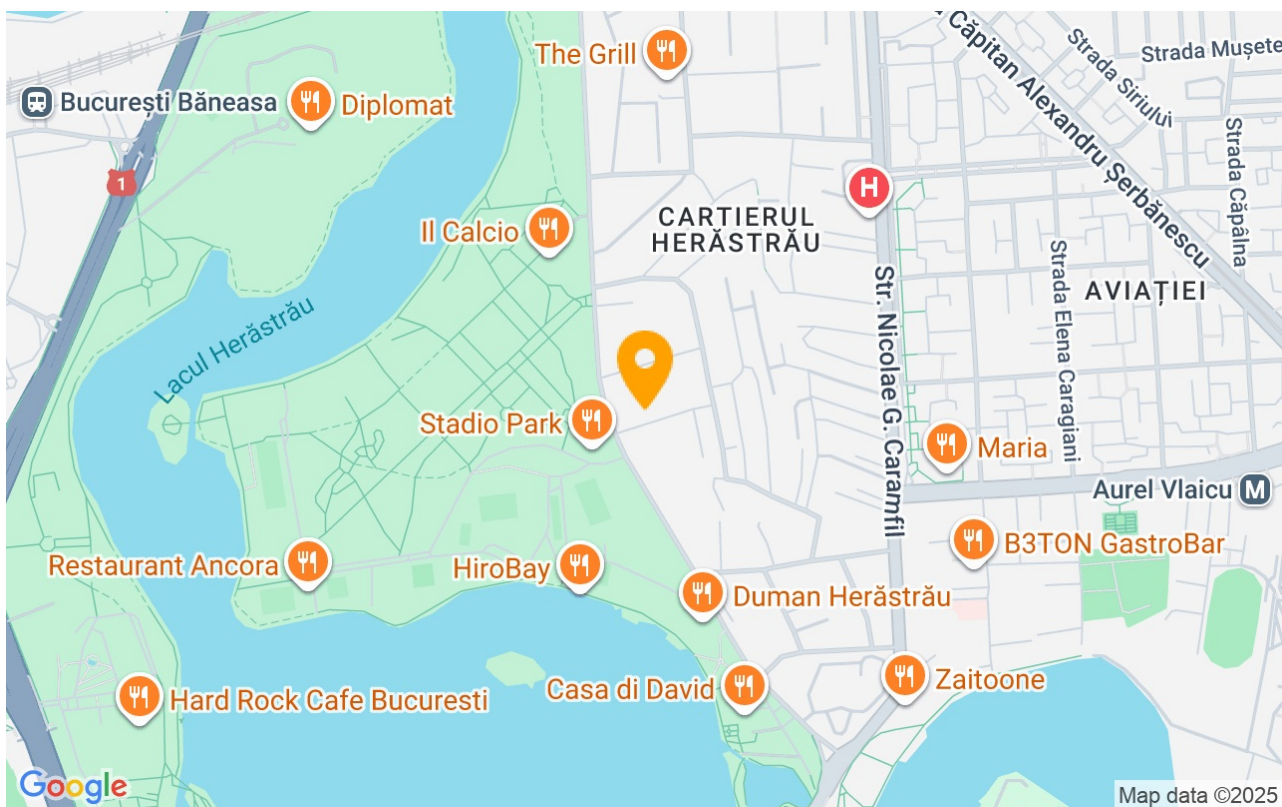 The Grill
Căpitan Alexandru Șerbănescu
Strada Siriului
Strada Mușețe
București Băneasa
Diplomat
1
Strada Căpâlna
H
CARTIERUL
HERĂSTRĂU
Il Calcio
Str. Nicolae G. Caramfil
Strada Elena Caragiani
AVIAȚIEI
Lacul Herăstrău
Stadio Park
Maria
Aurel Vlaicu M
Restaurant Ancora
HiroBay
B3TON GastroBar
Duman Herăstrău
Casa di David
Zaitoone
Hard Rock Cafe Bucuresti
Google
Map data ©2025